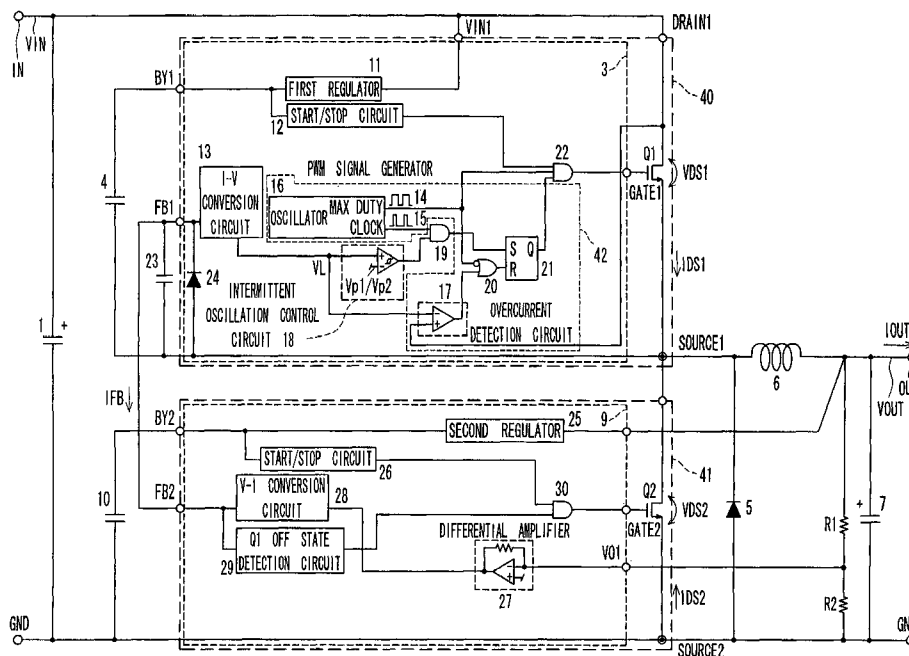 IN
VIN
VIN1
DRAIN1
BY1
11
FIRST REGULATOR
3
40
START/STOP CIRCUIT
12
13
I-V
CONVERSION
CIRCUIT
PWM SIGNAL GENERATOR
22
Q1
VDS1
GATE1
16
OSCILLATOR
MAX DUTY
CLOCK
14
15
4
FB1
S
Q
R
21
42
IDS1
19
20
23
24
VL
Vp1/Vp2
17
INTERMITTENT
OSCILLATION CONTROL
CIRCUIT 18
OVERCURRENT
DETECTION CIRCUIT
1
+
SOURCE1
IOUT
6
OU
VOUT
IFB
BY2
25
9
SECOND REGULATOR
START/STOP CIRCUIT
26
41
10
FB2
V-1 CONVERSION
CIRCUIT
28
30
Q2
VDS2
GATE2
5
+
7
R1
Q1 OFF STATE
DETECTION CIRCUIT
29
DIFFERENTIAL AMPLIFIER
VO1
27
IDS2
R2
GND
SOURCE2
GN